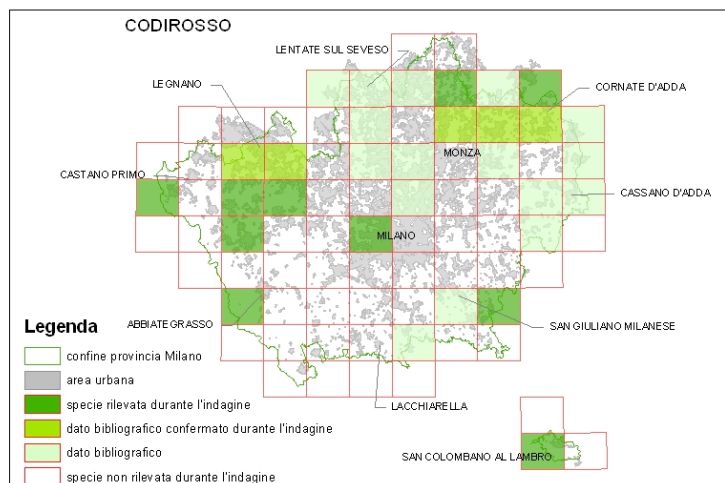 CODIROSSO
LENTATE SUL SEVESO
LEGNANO
CORNATE D'ADDA
MONZA
CASTANO PRIMO
CASSANO D'ADDA
MILANO
ABBIATEGRASSO
SAN GIULIANO MILANESE
LACCHIARELLA
SAN COLOMBANO AL LAMBRO
Legenda
confine provincia Milano
area urbana
specie rilevata durante l'indagine
dato bibliografico confermato durante l'indagine
dato bibliografico
specie non rilevata durante l'indagine